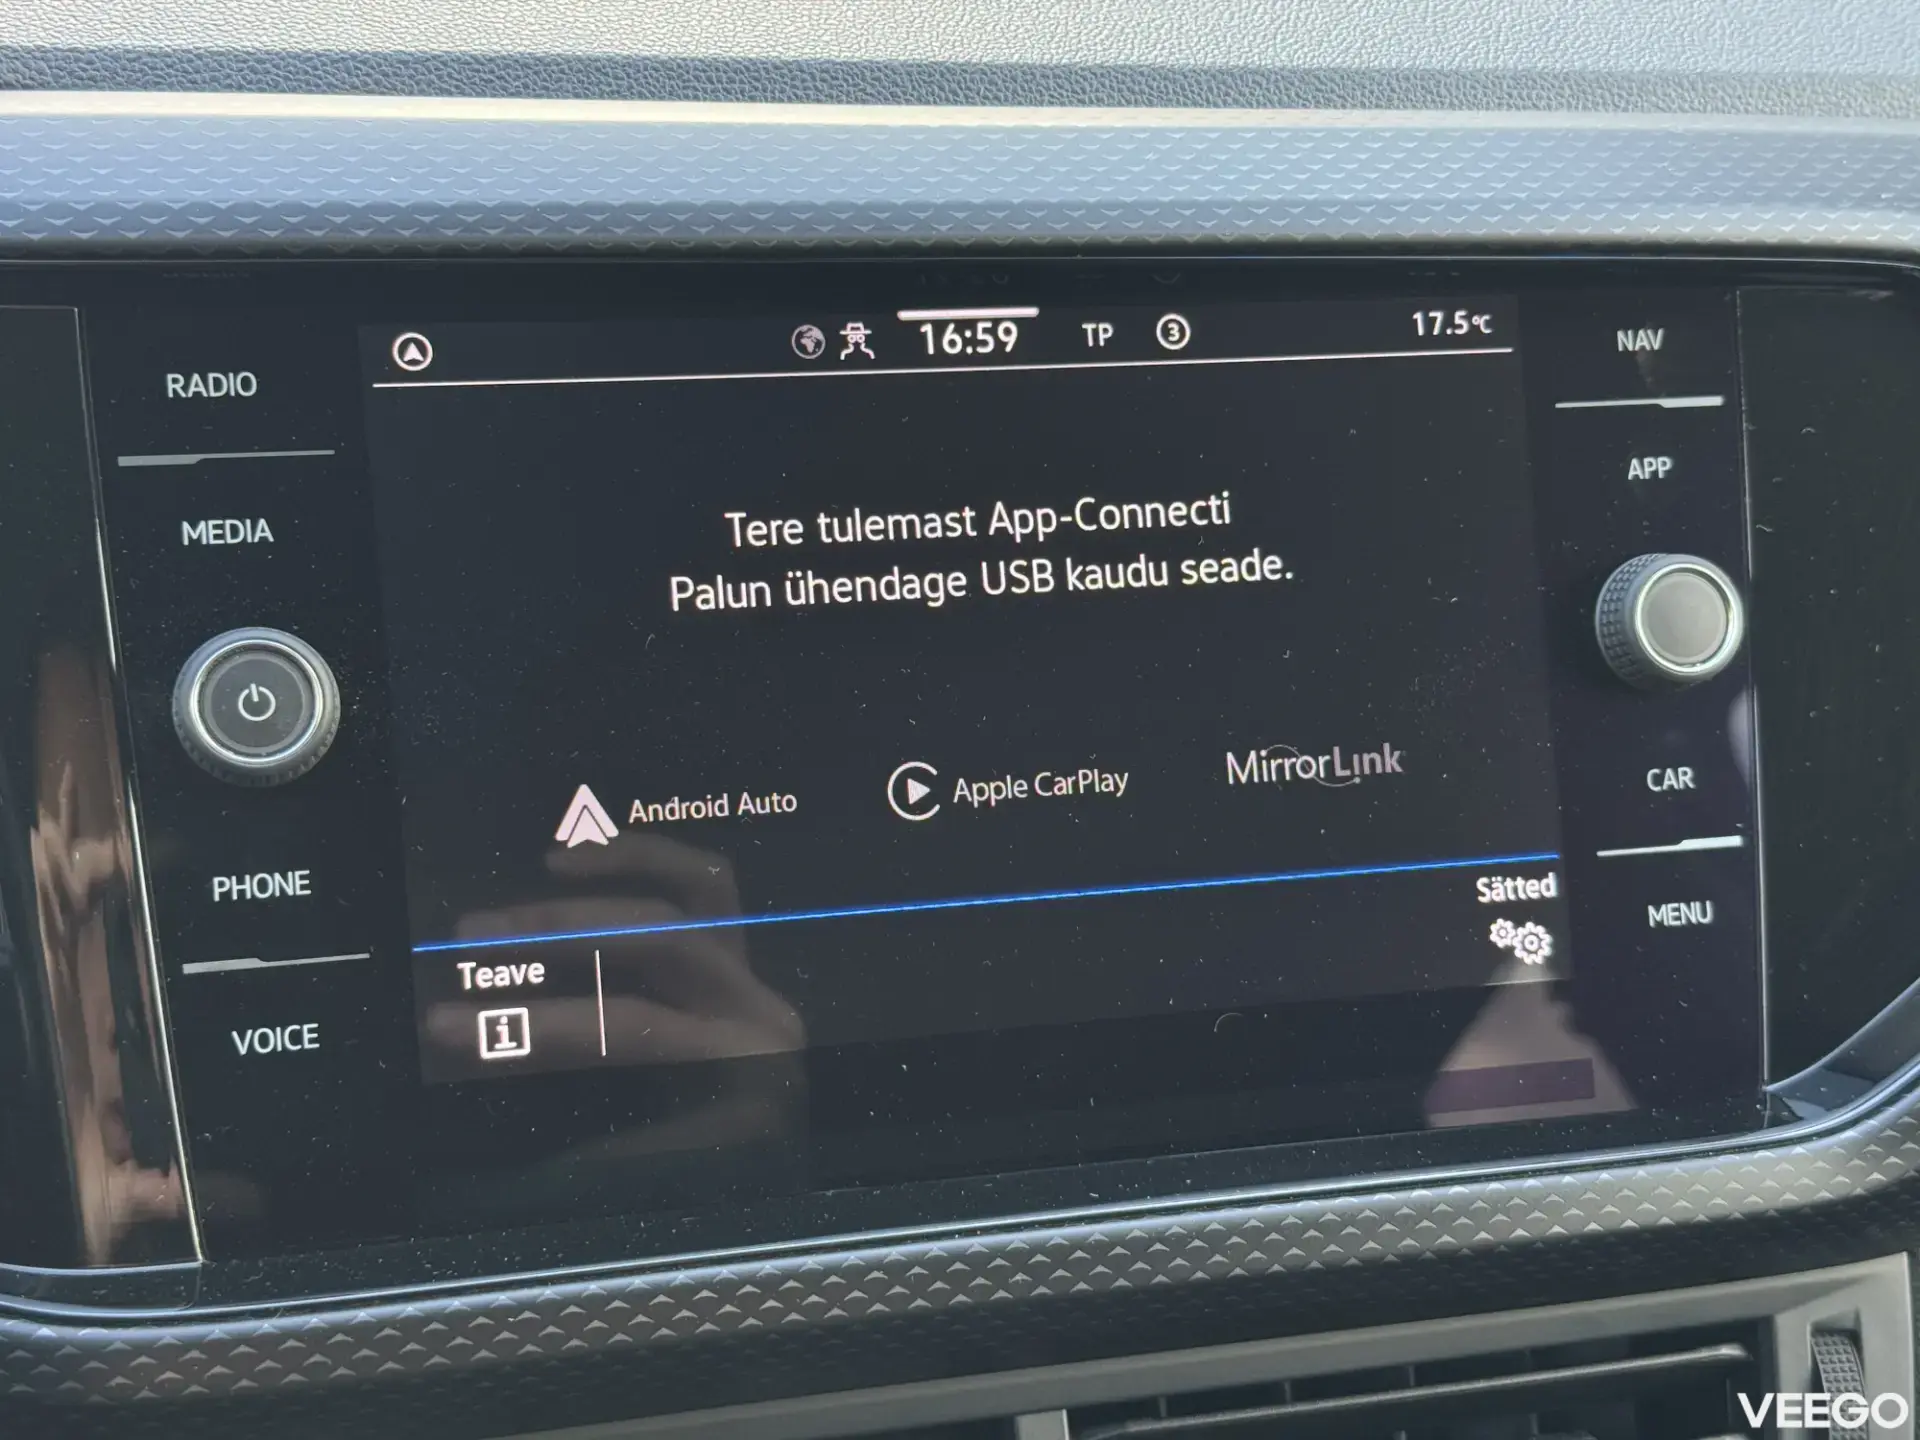 16:59
TP
3
17.5°C
RADIO
MEDIA
PHONE
VOICE
Tere tulemast App-Connecti
Palun ühendage USB kaudu seade.
Android Auto
Apple CarPlay
MirrorLink
Sätted
Teave
i
NAV
APP
CAR
MENU
VEEGO